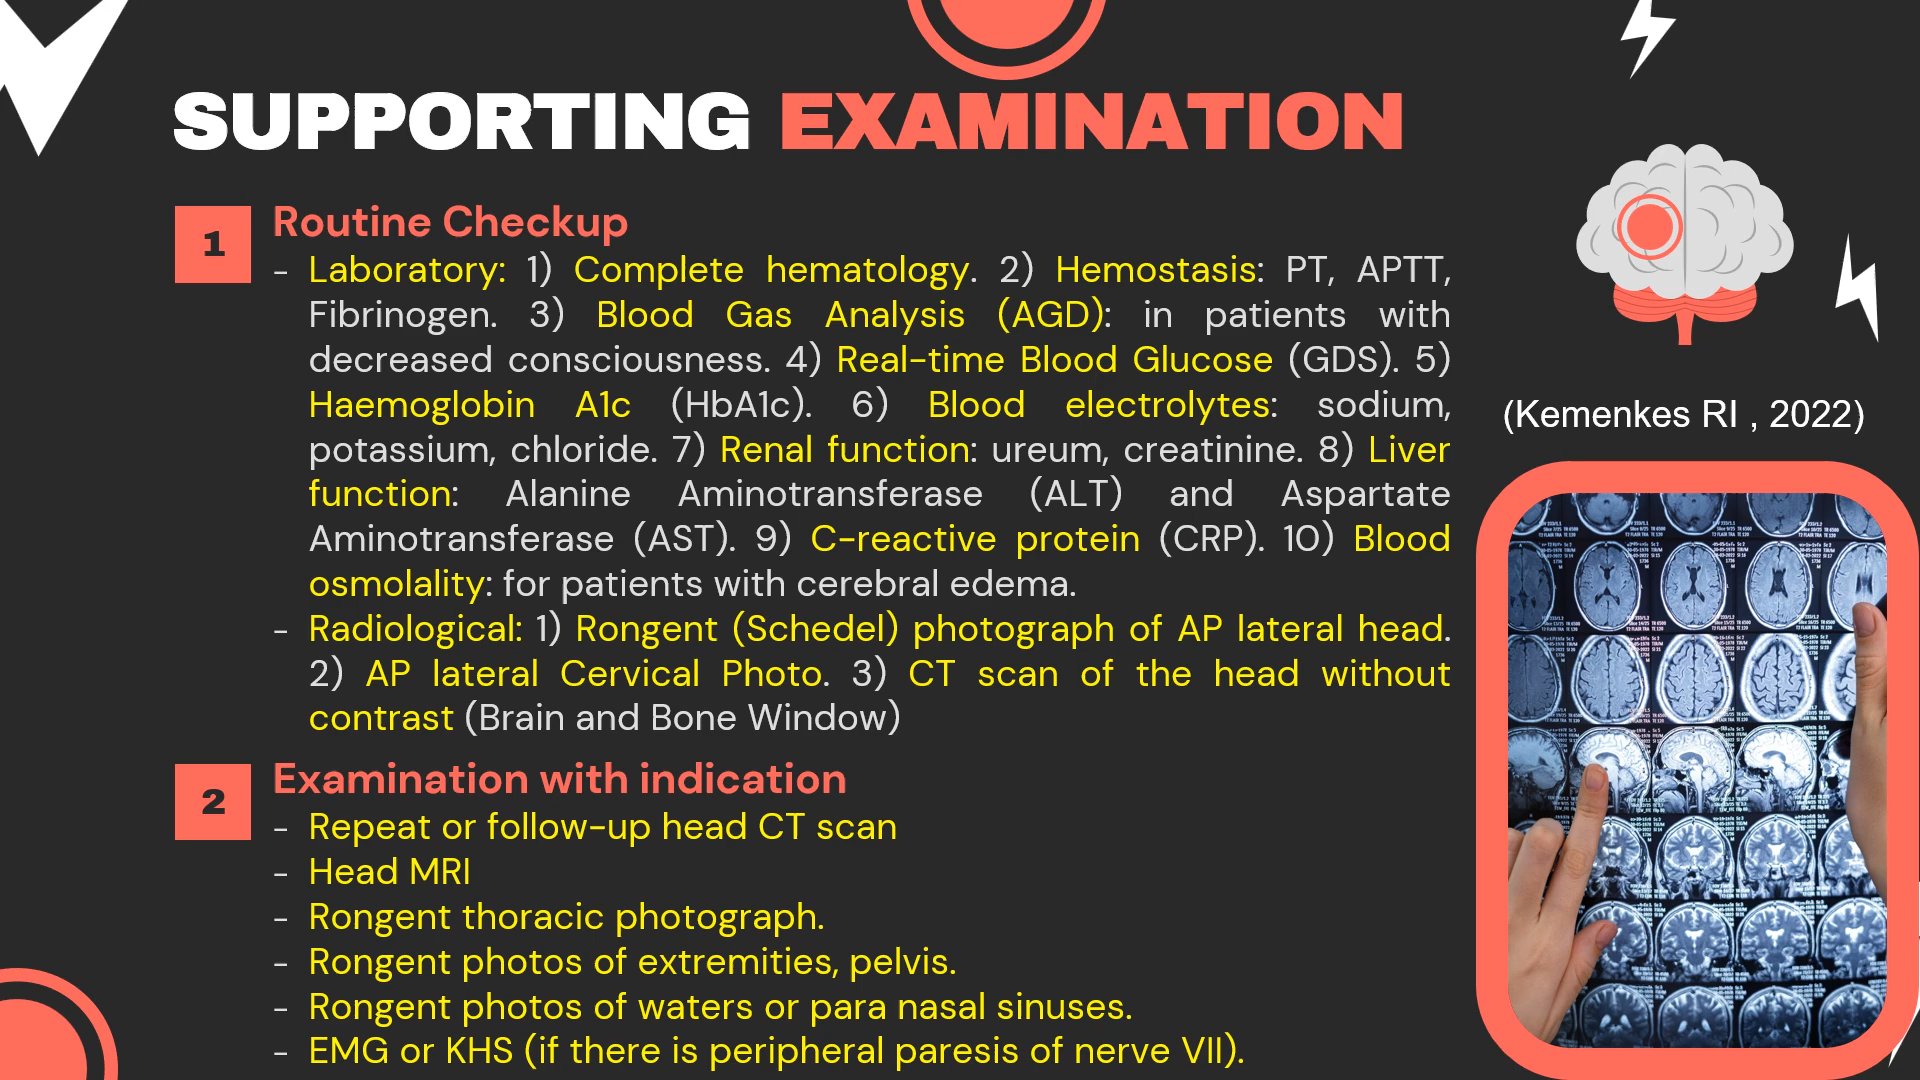 SUPPORTING EXAMINATION
1
Routine Checkup
- Laboratory: 1) Complete hematology. 2) Hemostasis: PT, APTT,
Fibrinogen. 3) Blood Gas Analysis (AGD): in patients with
decreased consciousness. 4) Real-time Blood Glucose (GDS). 5)
Haemoglobin A1c (HbA1c). 6) Blood electrolytes: sodium,
potassium, chloride. 7) Renal function: ureum, creatinine. 8) Liver
function: Alanine Aminotransferase (ALT) and Aspartate
Aminotransferase (AST). 9) C-reactive protein (CRP). 10) Blood
osmolality: for patients with cerebral edema.
- Radiological: 1) Rongent (Schedel) photograph of AP lateral head.
2) AP lateral Cervical Photo. 3) CT scan of the head without
contrast (Brain and Bone Window)
2
Examination with indication
- Repeat or follow-up head CT scan
- Head MRI
- Rongent thoracic photograph.
- Rongent photos of extremities, pelvis.
- Rongent photos of waters or para nasal sinuses.
- EMG or KHS (if there is peripheral paresis of nerve VII).
(Kemenkes RI , 2022)